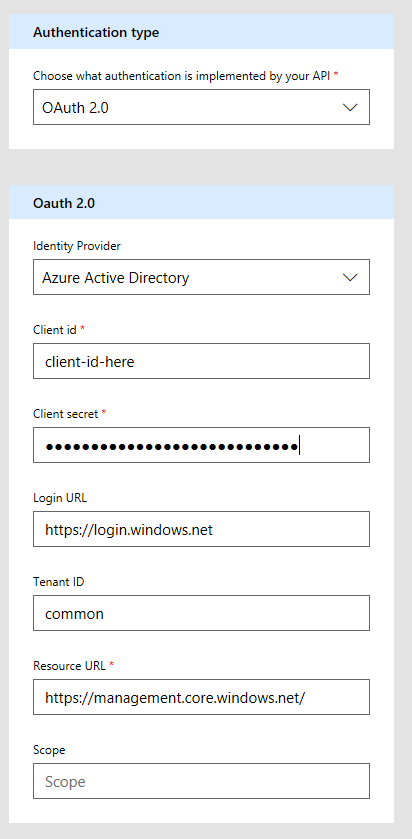 Authentication type
Choose what authentication is implemented by your API *
OAuth 2.0
Oauth 2.0
Identity Provider
Azure Active Directory
Client id *
client-id-here
Client secret *
●●●●●●●●●●●●●●●●●●●●●●●●●●●●
Login URL
https://login.windows.net
Tenant ID
common
Resource URL *
https://management.core.windows.net/
Scope
Scope